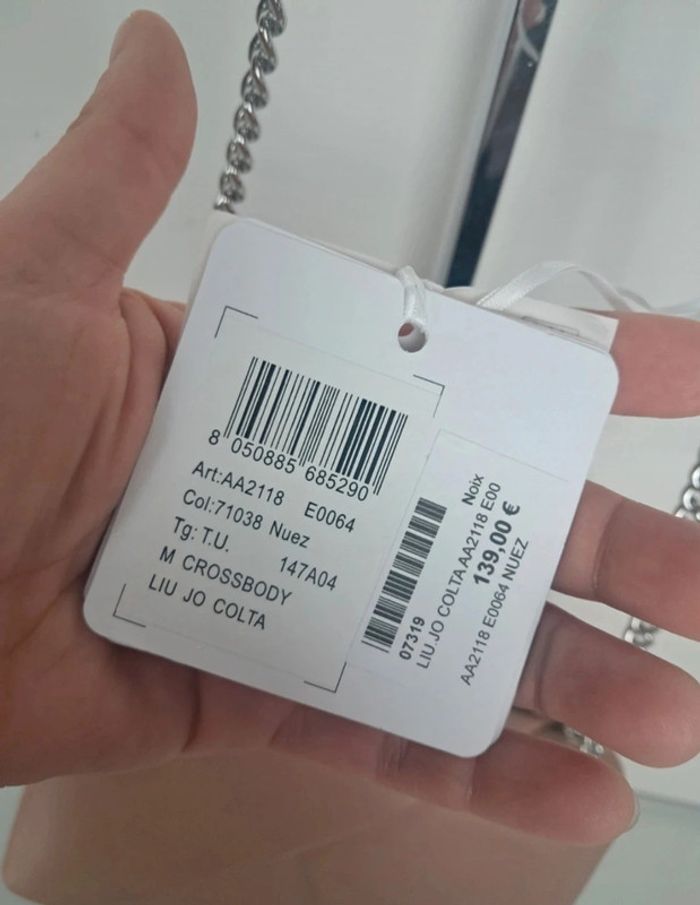 8 050885 685290
Art:AA2118 E0064
Col:71038 Nuez
Tg: T.U. 147A04
M CROSSBODY
LIU JO COLTA
07319
Noix
LIU JO COLTA AA2118 E00
139,00 €
AA2118 E0064 NUEZ